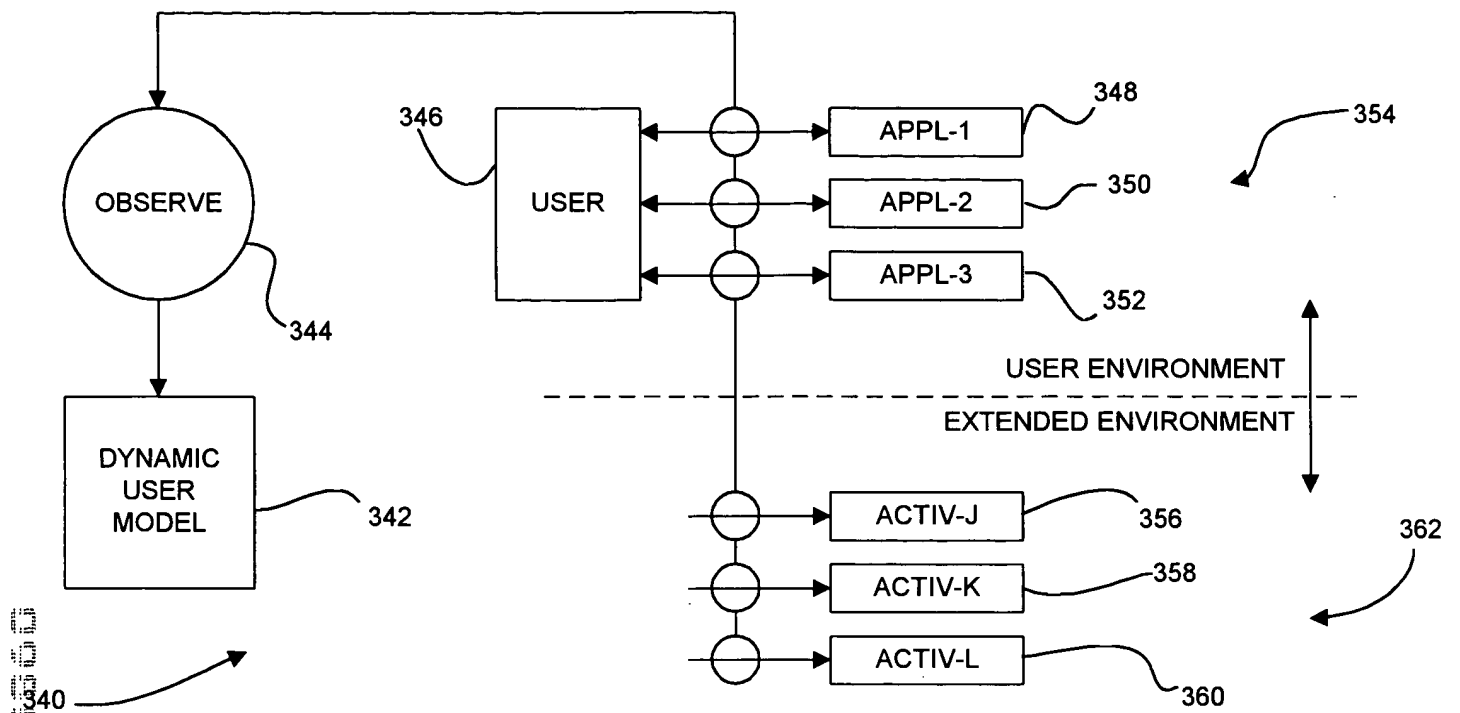 346
348
354
APPL-1
OBSERVE
USER
APPL-2
350
APPL-3
352
344
USER ENVIRONMENT
EXTENDED ENVIRONMENT
DYNAMIC
USER
MODEL
342
ACTIV-J
356
362
ACTIV-K
358
ACTIV-L
360
340